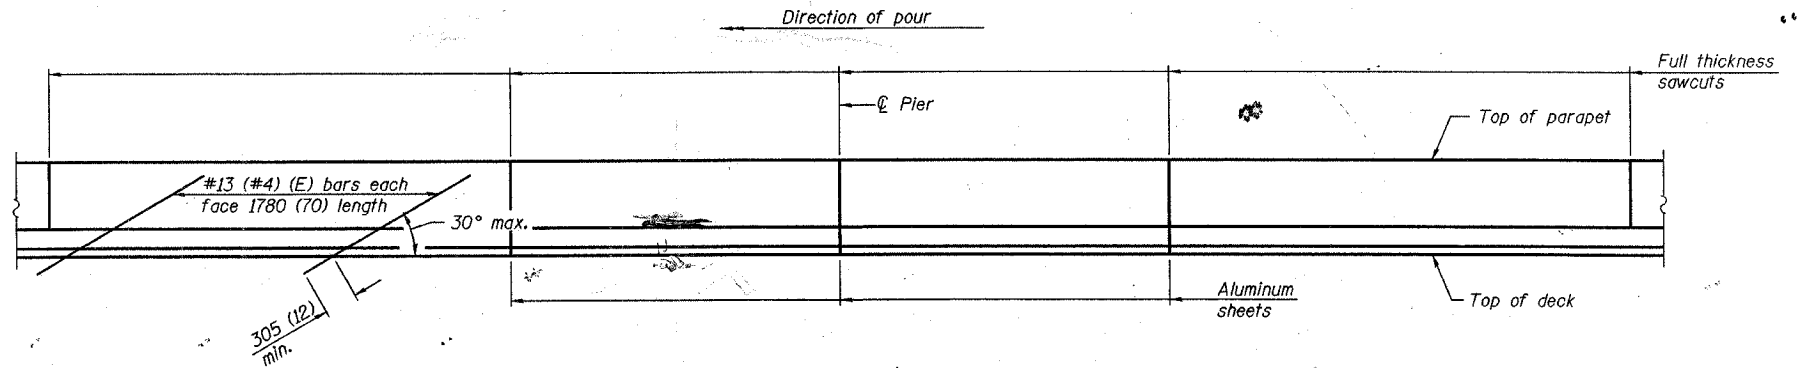 Direction of pour
Full thickness
sawcuts
℄ Pier
Top of parapet
#13 (#4) (E) bars each
face 1780 (70) length
30° max.
305 (12)
min.
Aluminum
sheets
Top of deck